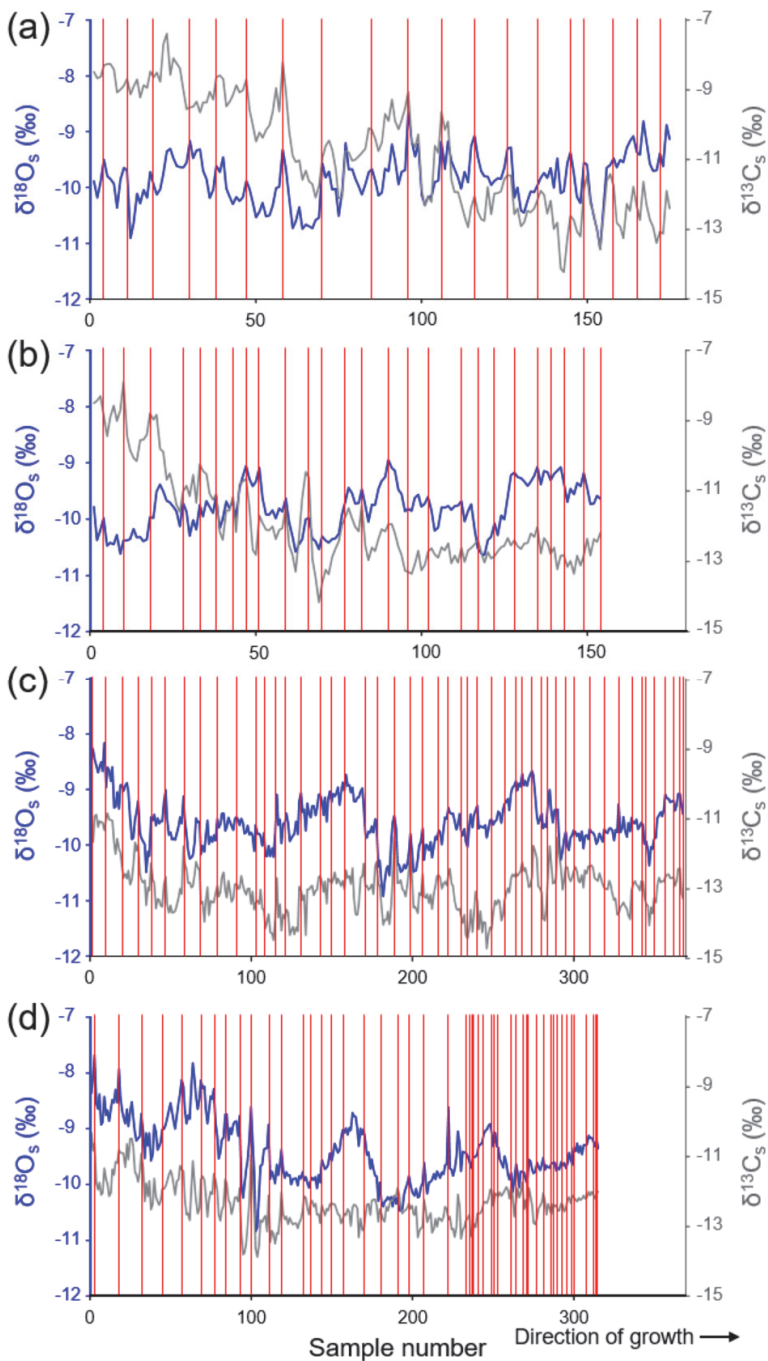 (a)
-7
-8
-9
-10
-11
-12
δ18Os (‰)
-7
-9
-11
-13
-15
δ13Cs (‰)
0 50 100 150
(b)
-7
-8
-9
-10
-11
-12
δ18Os (‰)
-7
-9
-11
-13
-15
δ13Cs (‰)
0 50 100 150
(c)
-7
-8
-9
-10
-11
-12
δ18Os (‰)
-7
-9
-11
-13
-15
δ13Cs (‰)
0 100 200 300
(d)
-7
-8
-9
-10
-11
-12
δ18Os (‰)
-7
-9
-11
-13
-15
δ13Cs (‰)
0 100 200 300
Sample number
Direction of growth